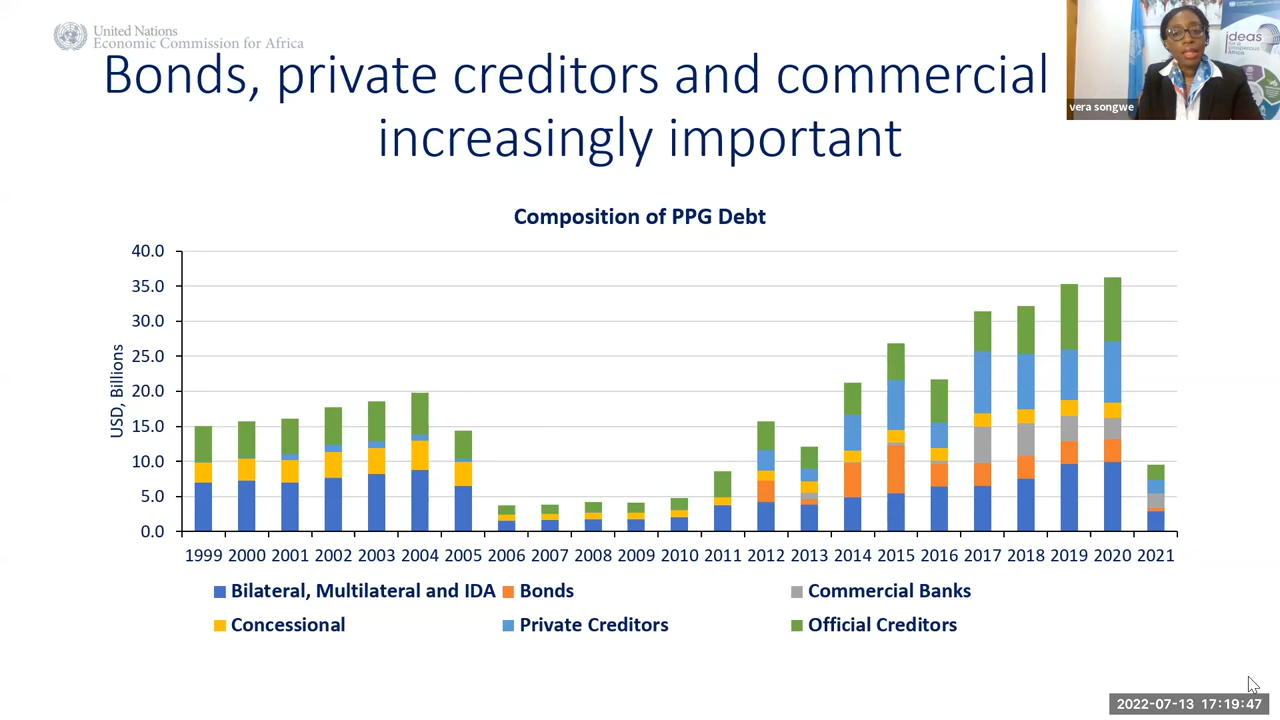 United Nations
Economic Commission for Africa
Bonds, private creditors and commercial
increasingly important
vera songwe
ideas
Composition of PPG Debt
USD, Billions
40.0
35.0
30.0
25.0
20.0
15.0
10.0
5.0
0.0
1999 2000 2001 2002 2003 2004 2005 2006 2007 2008 2009 2010 2011 2012 2013 2014 2015 2016 2017 2018 2019 2020 2021
Bilateral, Multilateral and IDA Bonds Commercial Banks
Concessional Private Creditors Official Creditors
2022-07-13 17:19:47